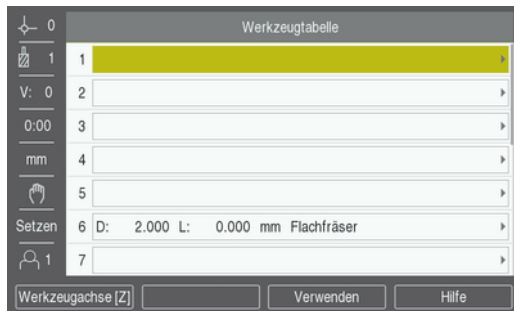 0
Werkzeugtabelle
1
1
V: 0
2
0:00
3
mm
4
5
Setzen
6 D: 2.000 L: 0.000 mm Flachfräser
1
7
Werkzeugachse [Z]
Verwenden
Hilfe